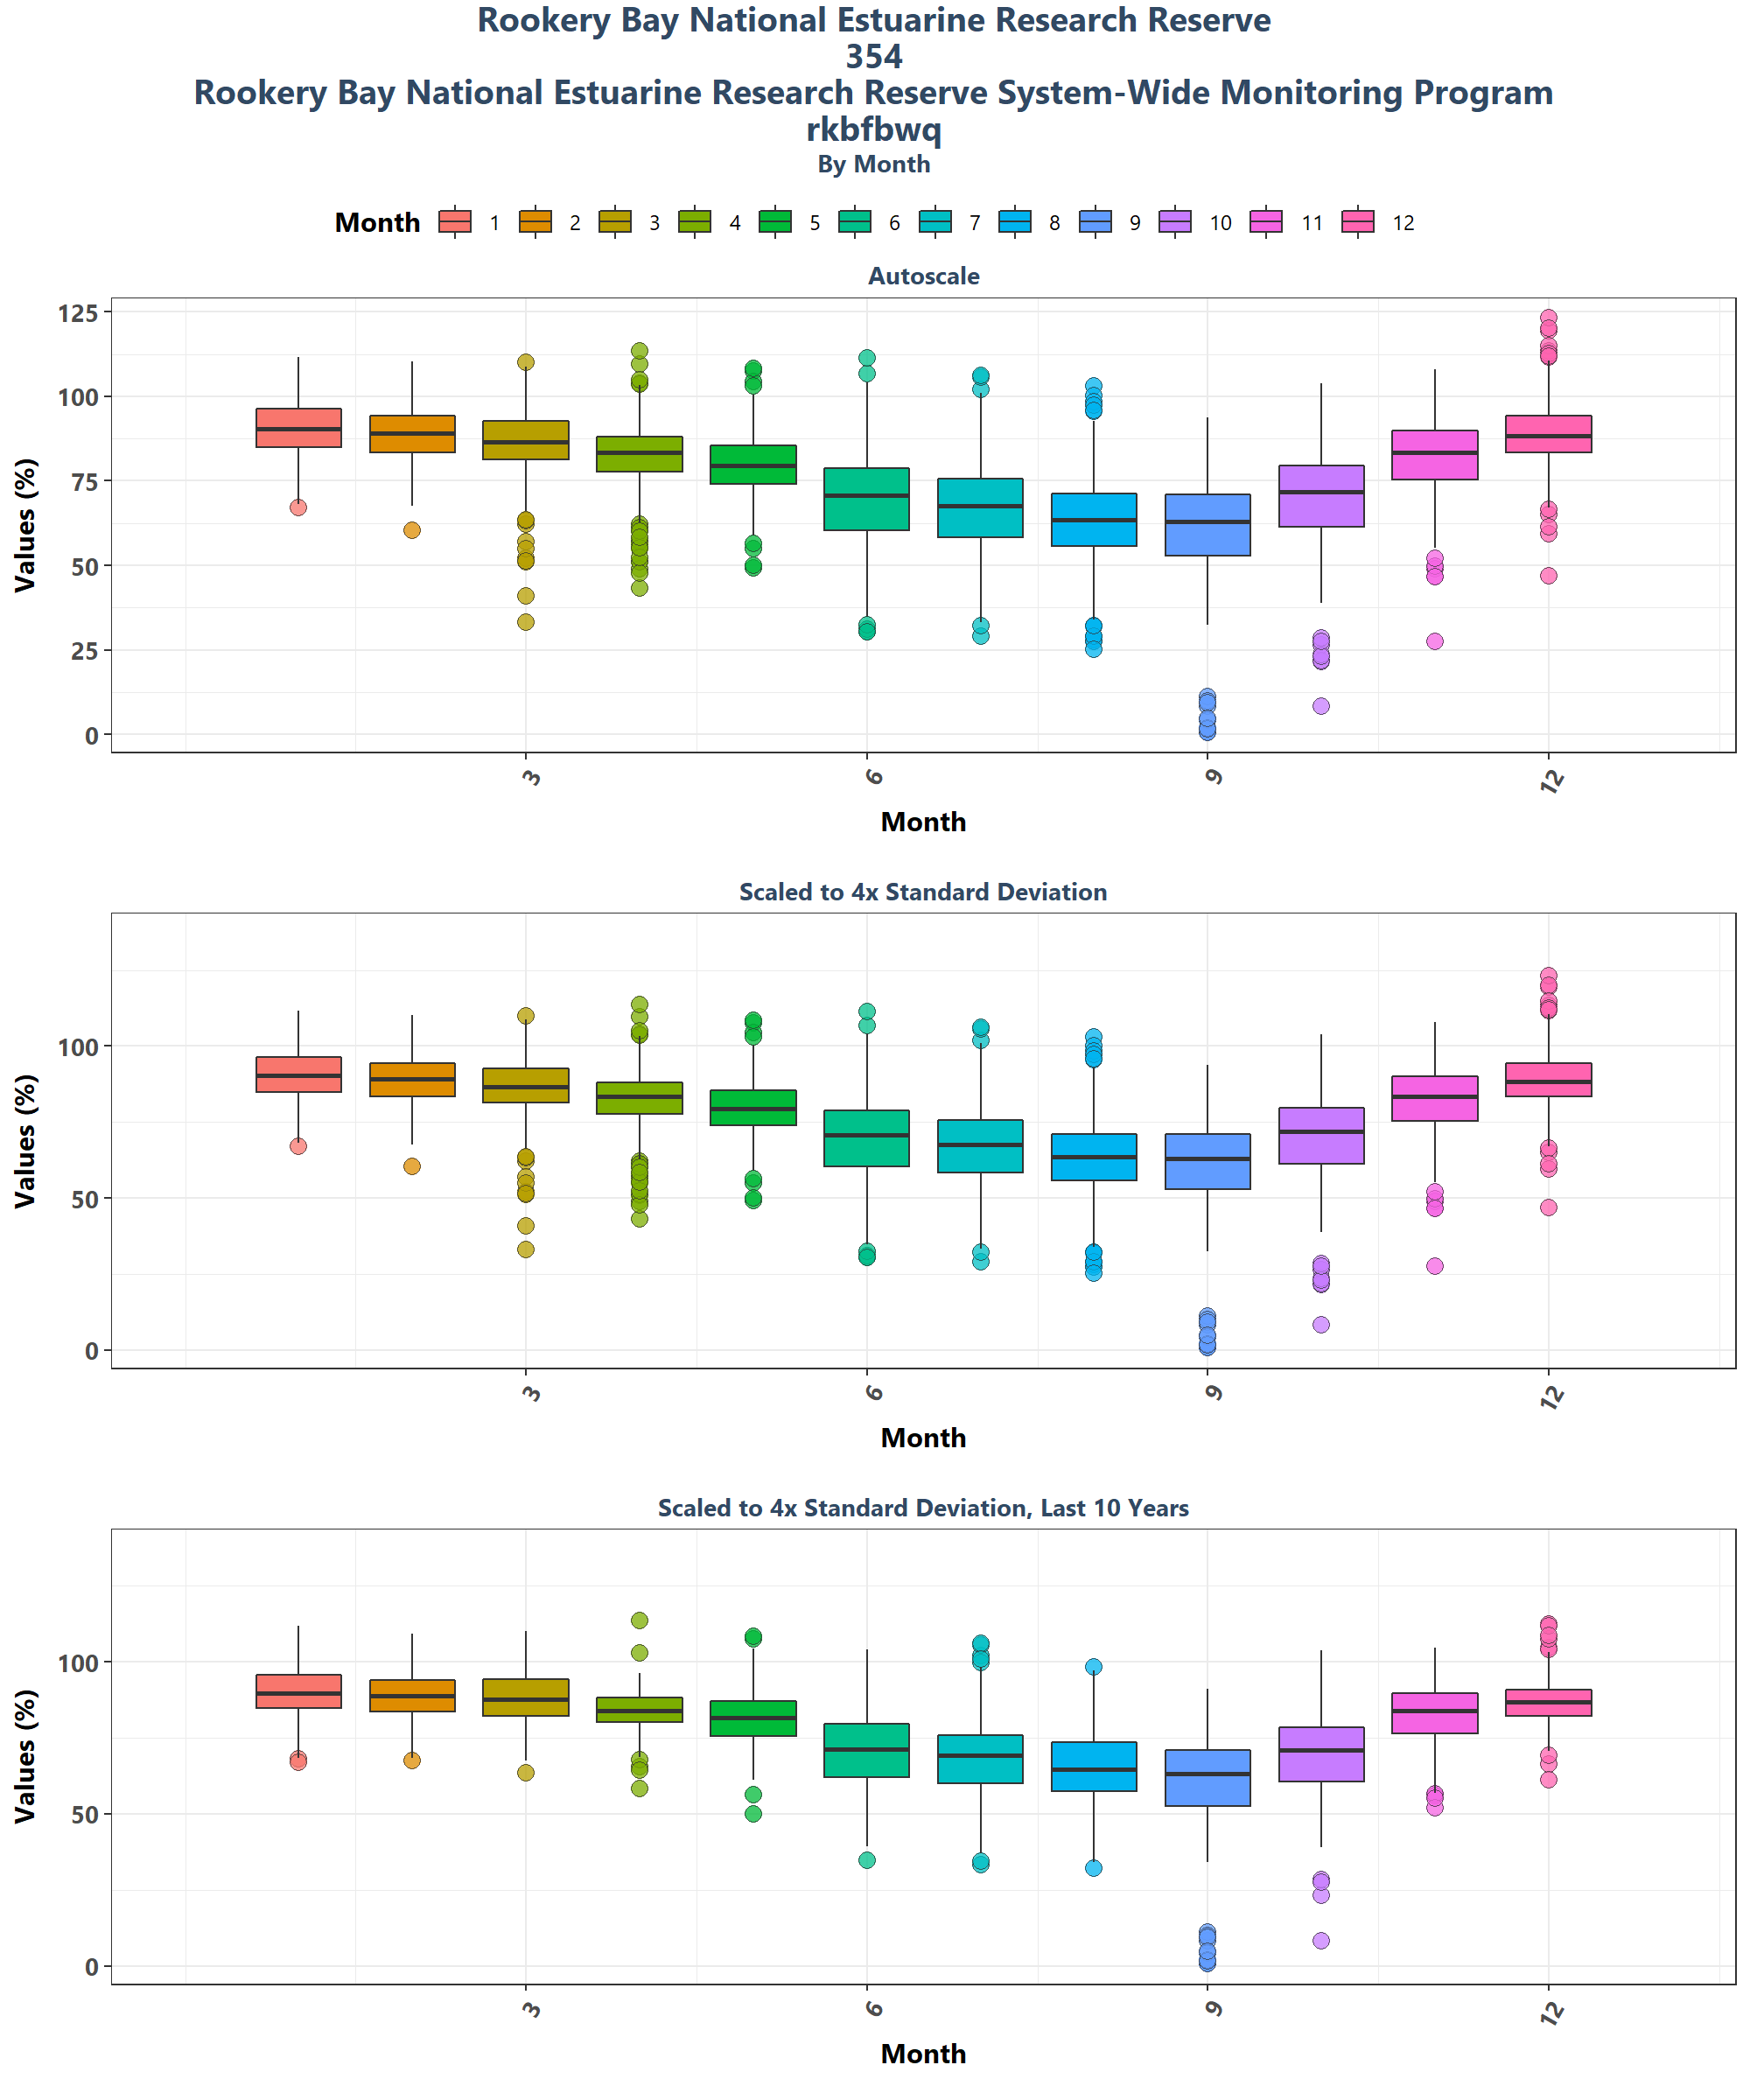 Rookery Bay National Estuarine Research Reserve
354
Rookery Bay National Estuarine Research Reserve System-Wide Monitoring Program
rkbfbwq
By Month
Month 1 2 3 4 5 6 7 8 9 10 11 12
Autoscale
Values (%)
125
100
75
50
25
0
3 6 9 12
Month
Scaled to 4x Standard Deviation
Values (%)
100
50
0
3 6 9 12
Month
Scaled to 4x Standard Deviation, Last 10 Years
Values (%)
100
50
0
3 6 9 12
Month